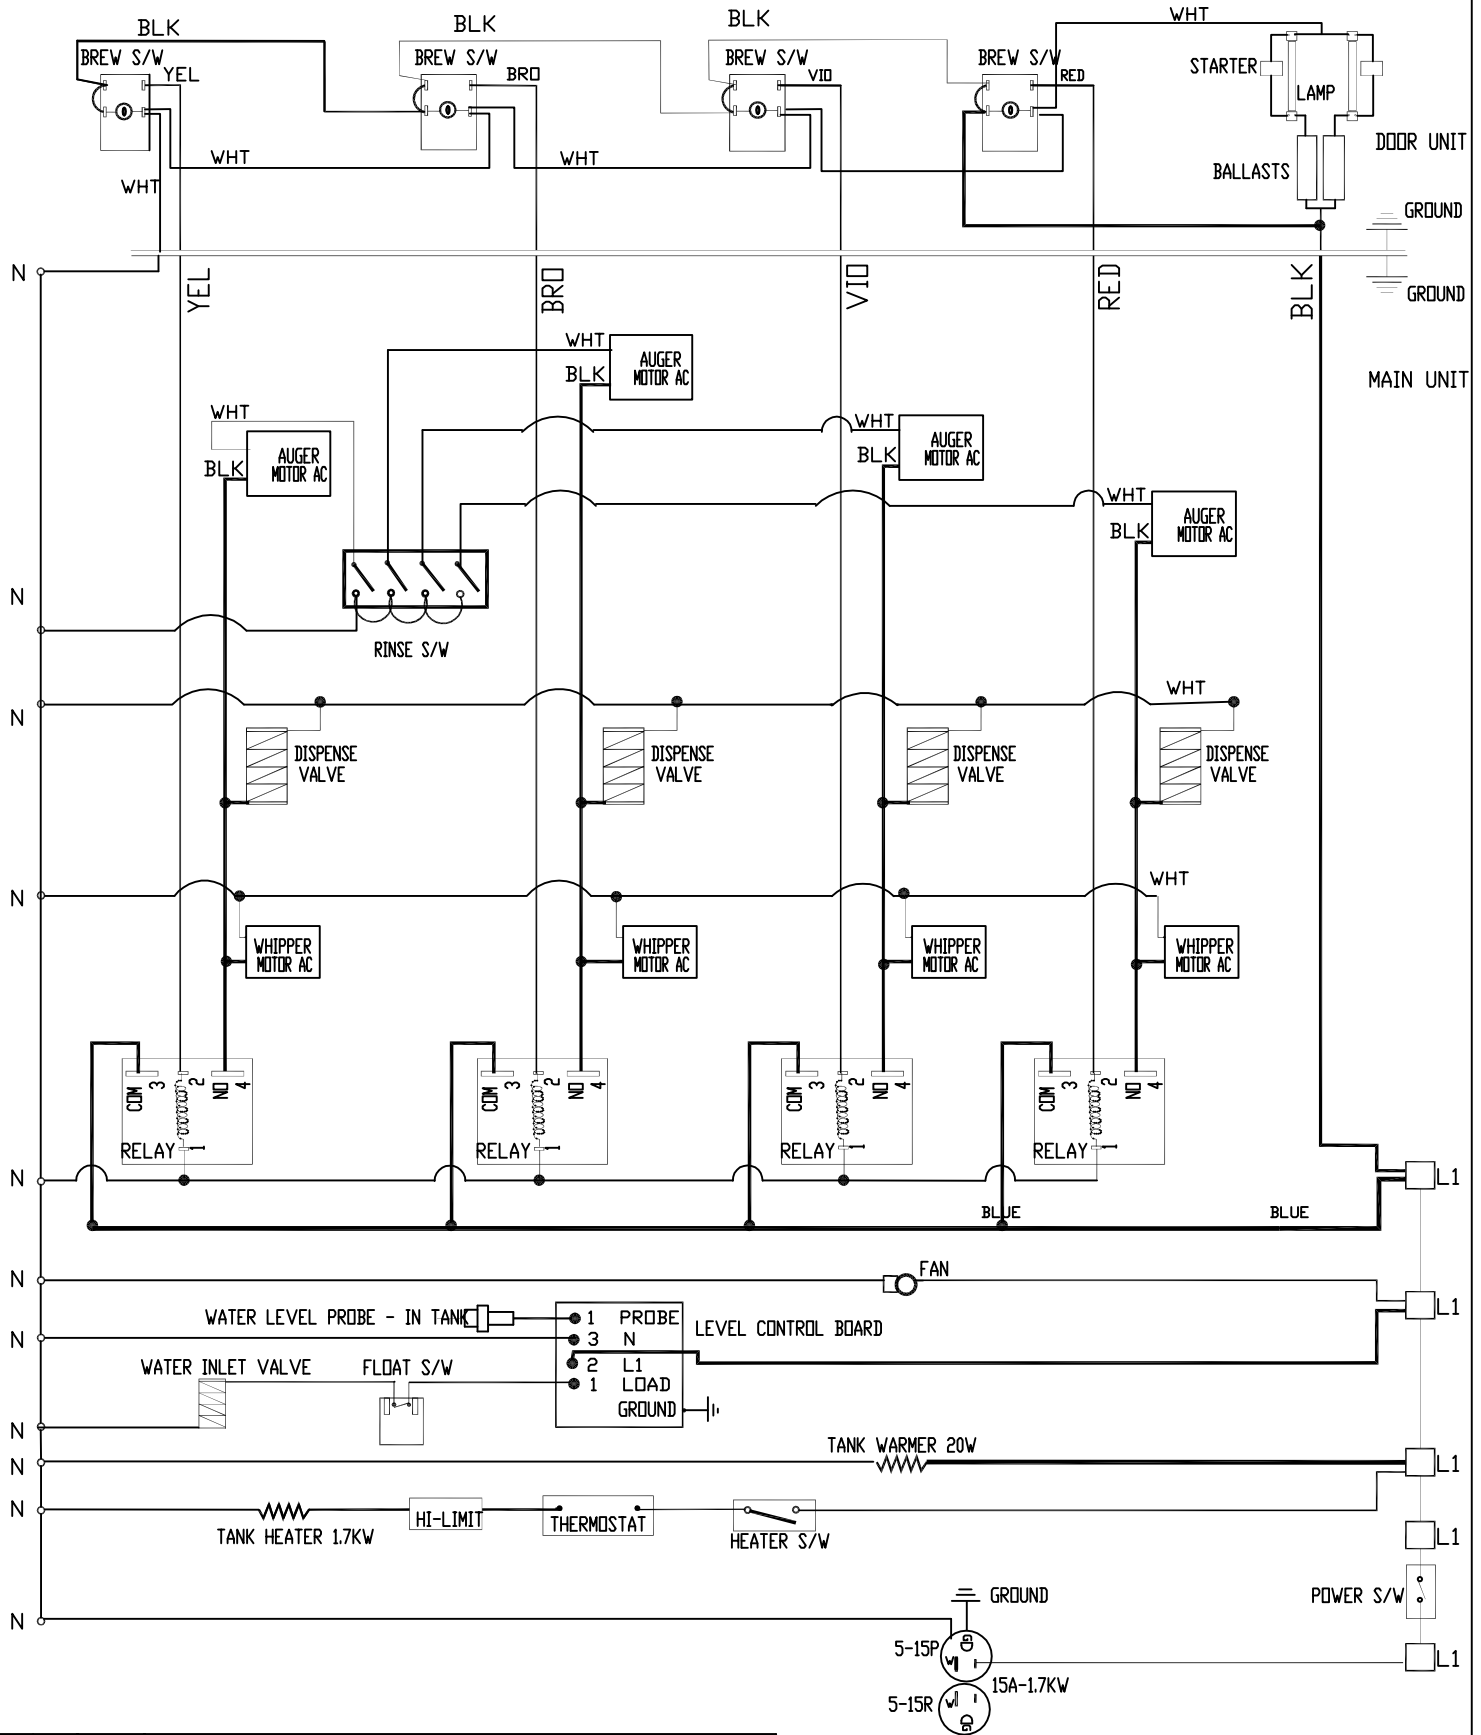 BLK
BLK
BLK
WHT
BREW S/W
BREW S/W
BREW S/W
BREW S/W
YEL
BRO
VIO
RED
STARTER
LAMP
0
0
0
0
DOOR UNIT
WHT
WHT
WHT
BALLASTS
GROUND
N
YEL
BRO
VIO
RED
BLK
GROUND
WHT
AUGER
MOTOR AC
BLK
MAIN UNIT
WHT
AUGER
MOTOR AC
BLK
WHT
AUGER
MOTOR AC
BLK
WHT
AUGER
MOTOR AC
BLK
N
RINSE S/W
WHT
N
DISPENSE
VALVE
DISPENSE
VALVE
DISPENSE
VALVE
DISPENSE
VALVE
WHT
N
WHIPPER
MOTOR AC
WHIPPER
MOTOR AC
WHIPPER
MOTOR AC
WHIPPER
MOTOR AC
COM 3 2 NO 4
COM 3 2 NO 4
COM 3 2 NO 4
COM 3 2 NO 4
RELAY 1
RELAY 1
RELAY 1
RELAY 1
N
L1
BLUE
BLUE
N
FAN
L1
WATER LEVEL PROBE - IN TANK
1 PROBE
LEVEL CONTROL BOARD
N
3 N
WATER INLET VALVE
FLOAT S/W
2 L1
1 LOAD
GROUND
N
TANK WARMER 20W
N
L1
N
HI-LIMIT
THERMOSTAT
TANK HEATER 1.7KW
HEATER S/W
L1
GROUND
POWER S/W
N
5-15P
GD
W
L1
15A-1.7KW
5-15R
W
GD